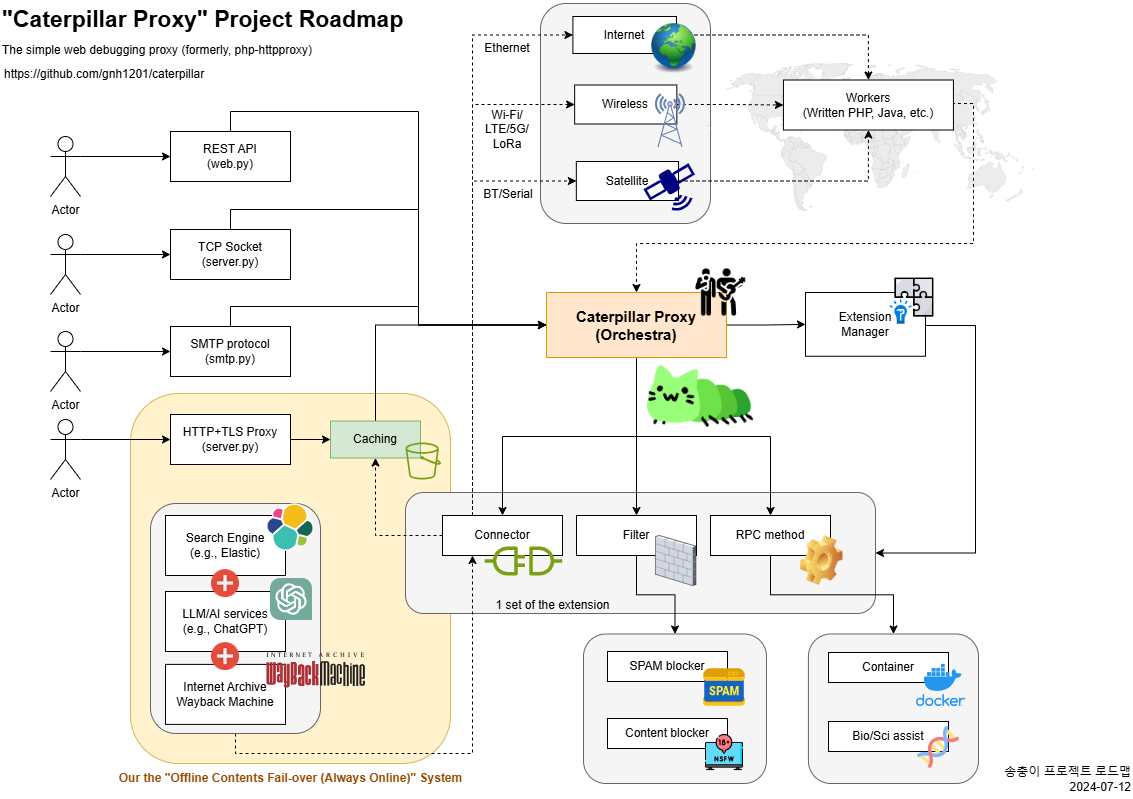 "Caterpillar Proxy" Project Roadmap
The simple web debugging proxy (formerly, php-httpproxy)
https://github.com/gnh1201/caterpillar
Ethernet
Internet
Wi-Fi/
LTE/5G/
LoRa
Wireless
BT/Serial
Satellite
Workers
(Written PHP, Java, etc.)
Actor
REST API
(web.py)
Actor
TCP Socket
(server.py)
Actor
SMTP protocol
(smtp.py)
Actor
HTTP+TLS Proxy
(server.py)
Caching
Caterpillar Proxy
(Orchestra)
Extension
Manager
Connector
Filter
RPC method
1 set of the extension
Search Engine
(e.g., Elastic)
LLM/AI services
(e.g., ChatGPT)
Internet Archive
Wayback Machine
INTERNET ARCHIVE
WayBackMachine
Our the "Offline Contents Fail-over (Always Online)" System
SPAM blocker
SPAM
Content blocker
18+
NSFW
Container
docker
Bio/Sci assist
송충이 프로젝트 로드맵
2024-07-12